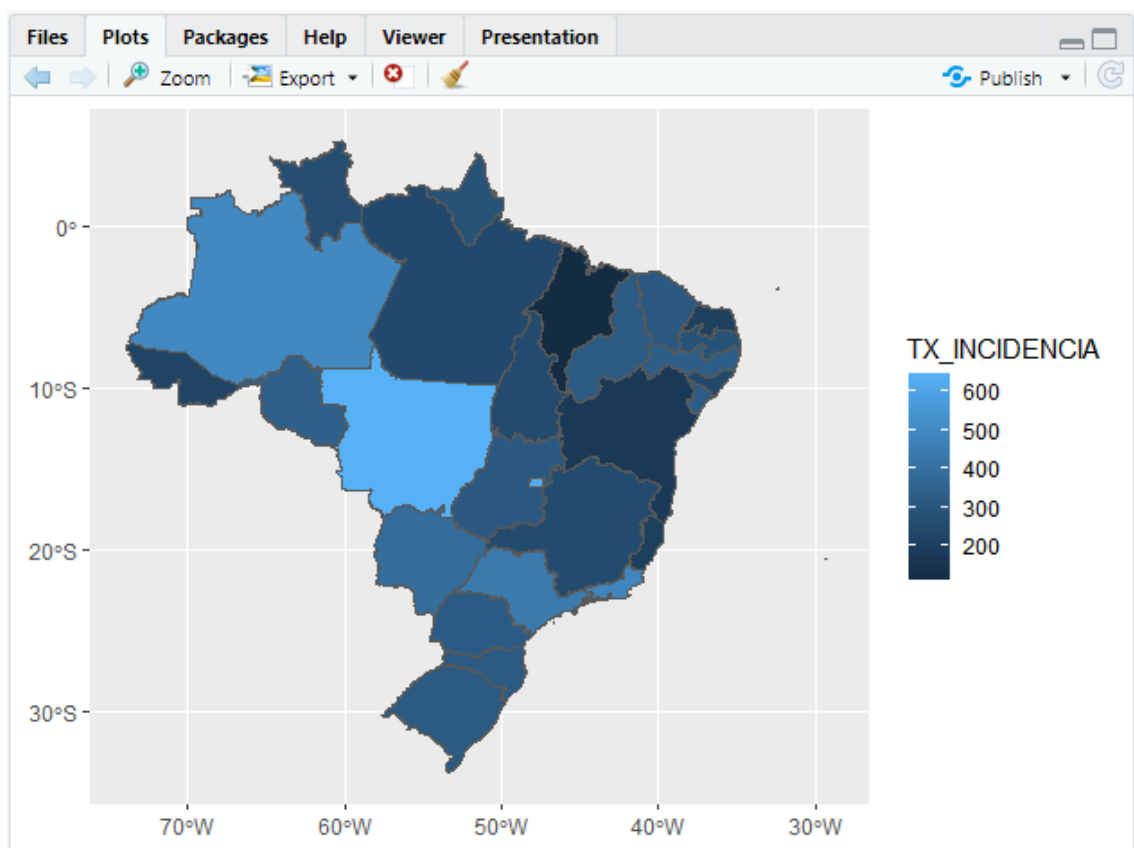 Files Plots Packages Help Viewer Presentation
Zoom Export Publish
TX_INCIDENCIA
600
500
400
300
200
0°
10°S
20°S
30°S
70°W 60°W 50°W 40°W 30°W